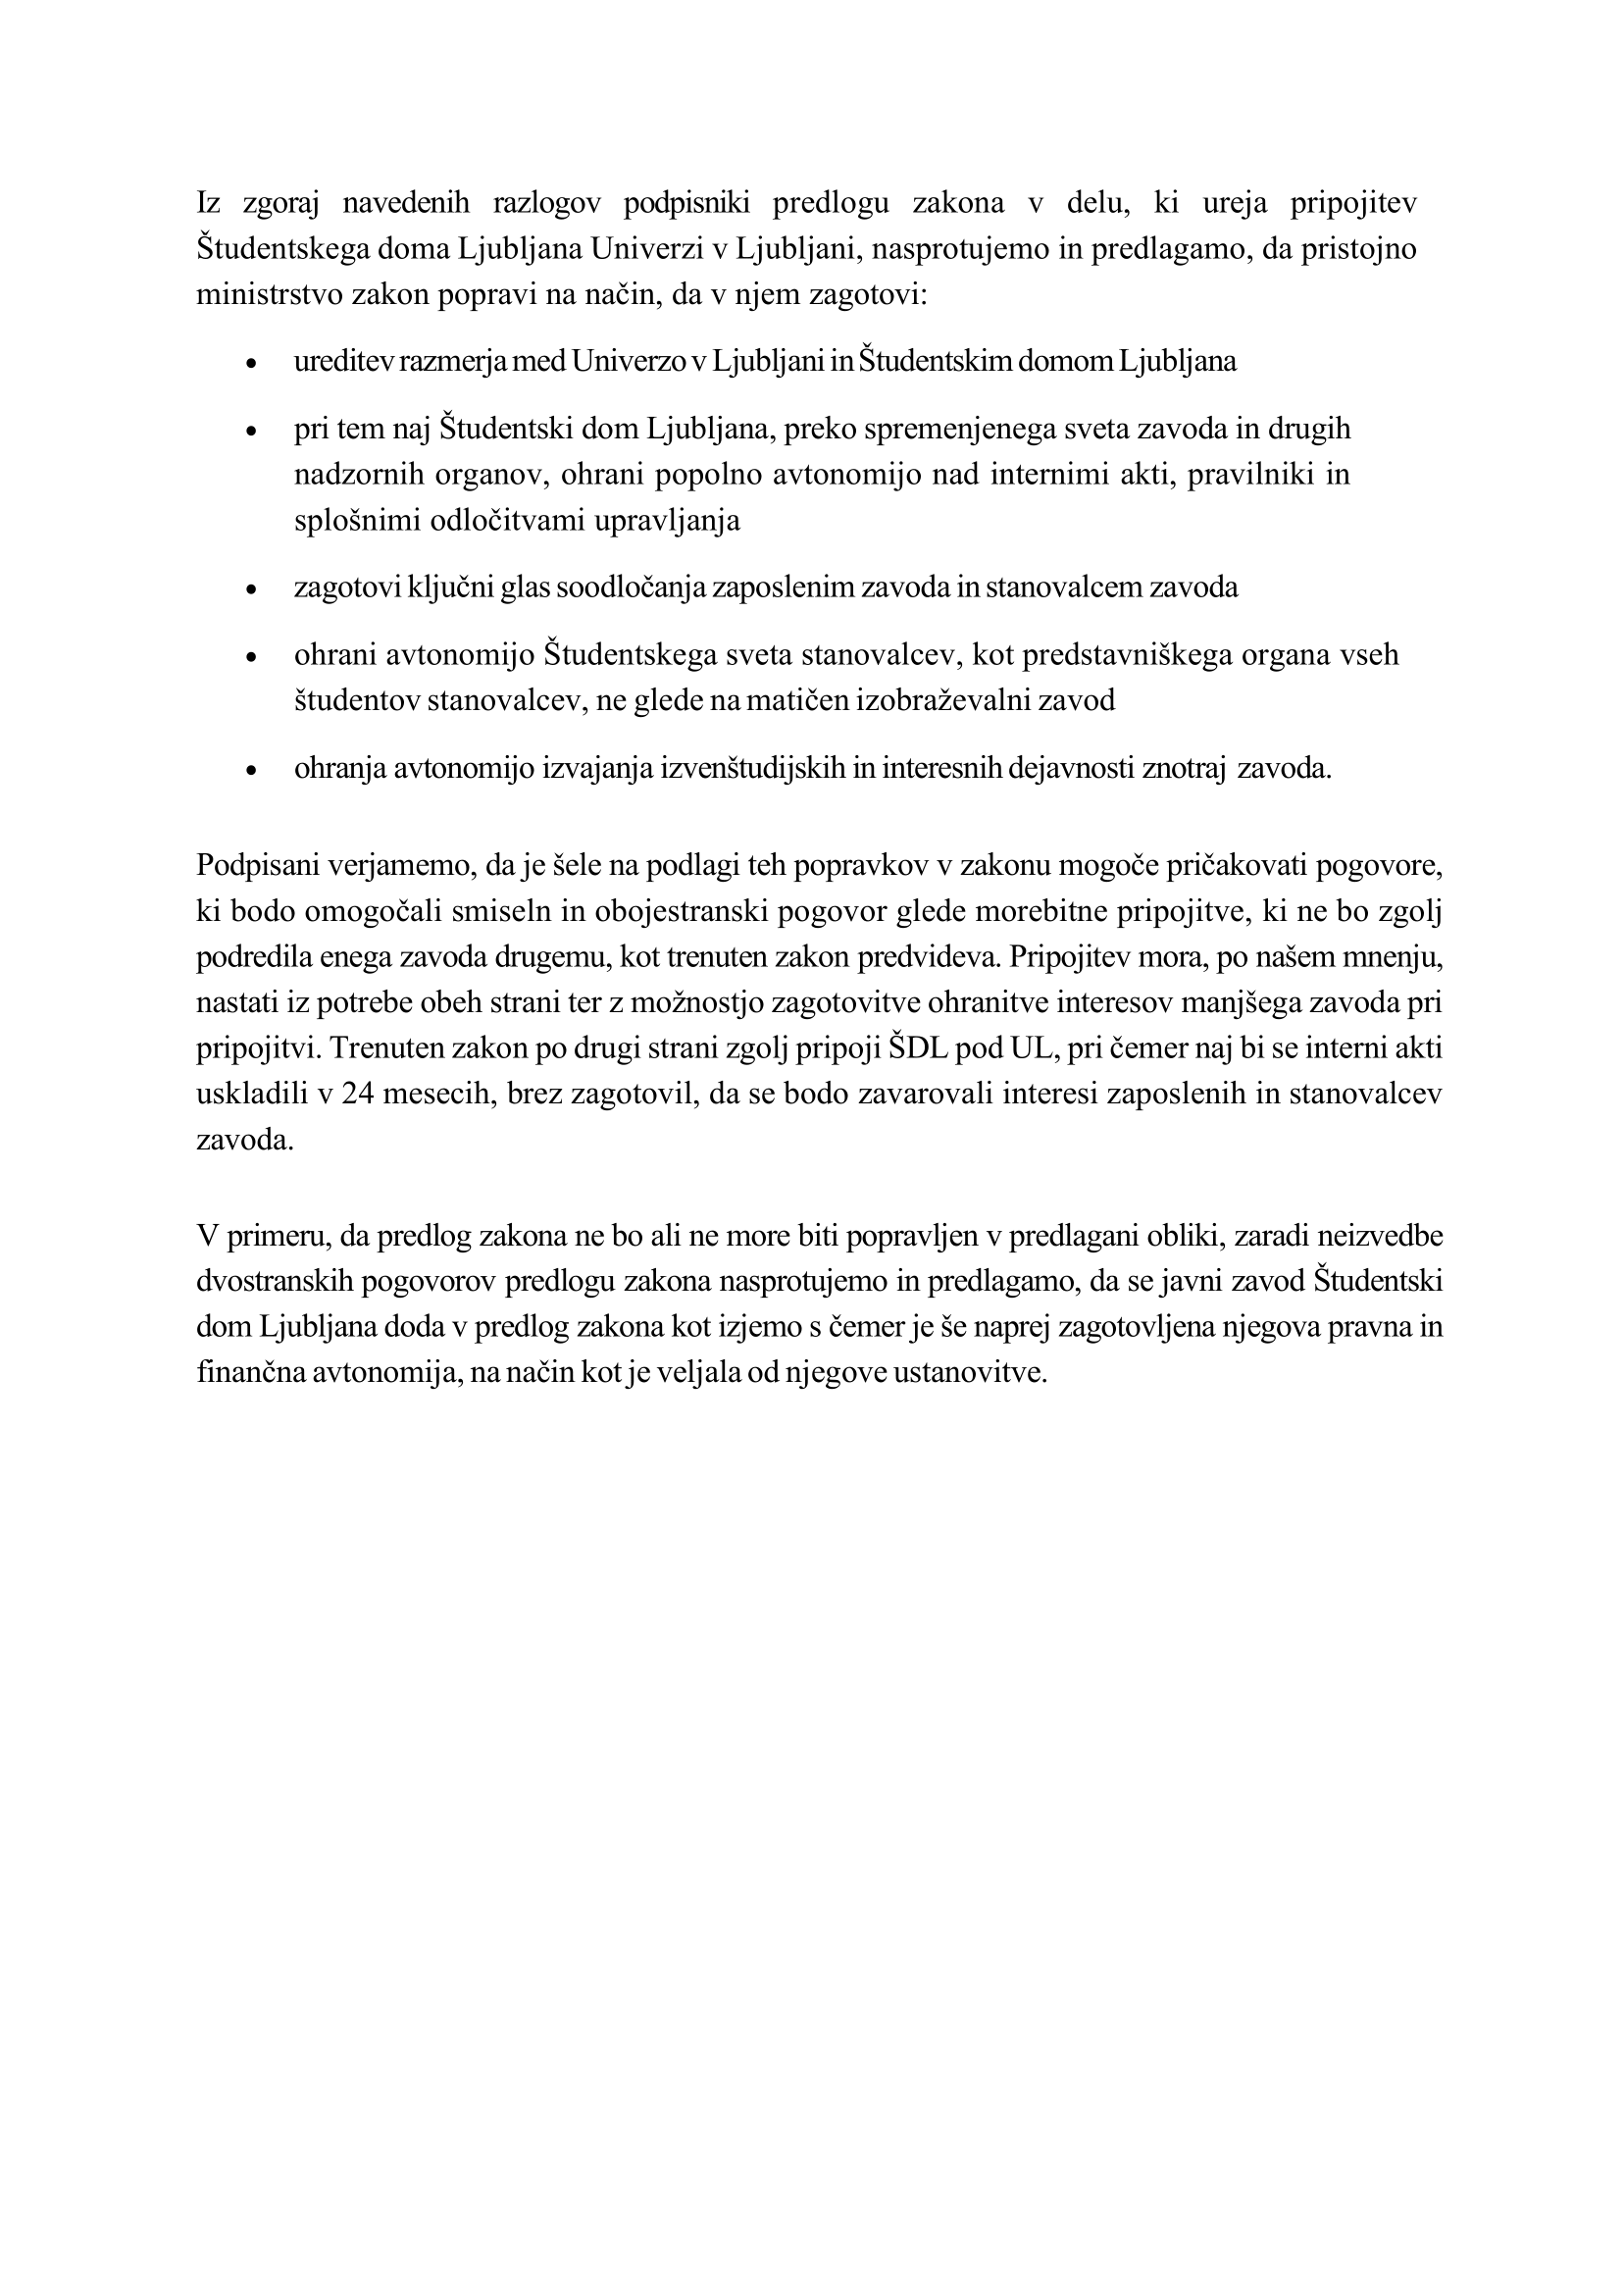 Iz zgoraj navedenih razlogov podpisniki predlogu zakona v delu, ki ureja pripojitev
Študentskega doma Ljubljana Univerzi v Ljubljani, nasprotujemo in predlagamo, da pristojno
ministrstvo zakon popravi na način, da v njem zagotovi:
• ureditev razmerja med Univerzo v Ljubljani in Študentskim domom Ljubljana
• pri tem naj Študentski dom Ljubljana, preko spremenjenega sveta zavoda in drugih
nadzornih organov, ohrani popolno avtonomijo nad internimi akti, pravilniki in
splošnimi odločitvami upravljanja
• zagotovi ključni glas soodločanja zaposlenim zavoda in stanovalcem zavoda
• ohrani avtonomijo Študentskega sveta stanovalcev, kot predstavniškega organa vseh
študentov stanovalcev, ne glede na matičen izobraževalni zavod
• ohranja avtonomijo izvajanja izvenštudijskih in interesnih dejavnosti znotraj zavoda.
Podpisani verjamemo, da je šele na podlagi teh popravkov v zakonu mogoče pričakovati pogovore,
ki bodo omogočali smiseln in obojestranski pogovor glede morebitne pripojitve, ki ne bo zgolj
podredila enega zavoda drugemu, kot trenuten zakon predvideva. Pripojitev mora, po našem mnenju,
nastati iz potrebe obeh strani ter z možnostjo zagotovitve ohranitve interesov manjšega zavoda pri
pripojitvi. Trenuten zakon po drugi strani zgolj pripoji ŠDL pod UL, pri čemer naj bi se interni akti
uskladili v 24 mesecih, brez zagotovil, da se bodo zavarovali interesi zaposlenih in stanovalcev
zavoda.
V primeru, da predlog zakona ne bo ali ne more biti popravljen v predlagani obliki, zaradi neizvedbe
dvostranskih pogovorov predlogu zakona nasprotujemo in predlagamo, da se javni zavod Študentski
dom Ljubljana doda v predlog zakona kot izjemo s čemer je še naprej zagotovljena njegova pravna in
finančna avtonomija, na način kot je veljala od njegove ustanovitve.